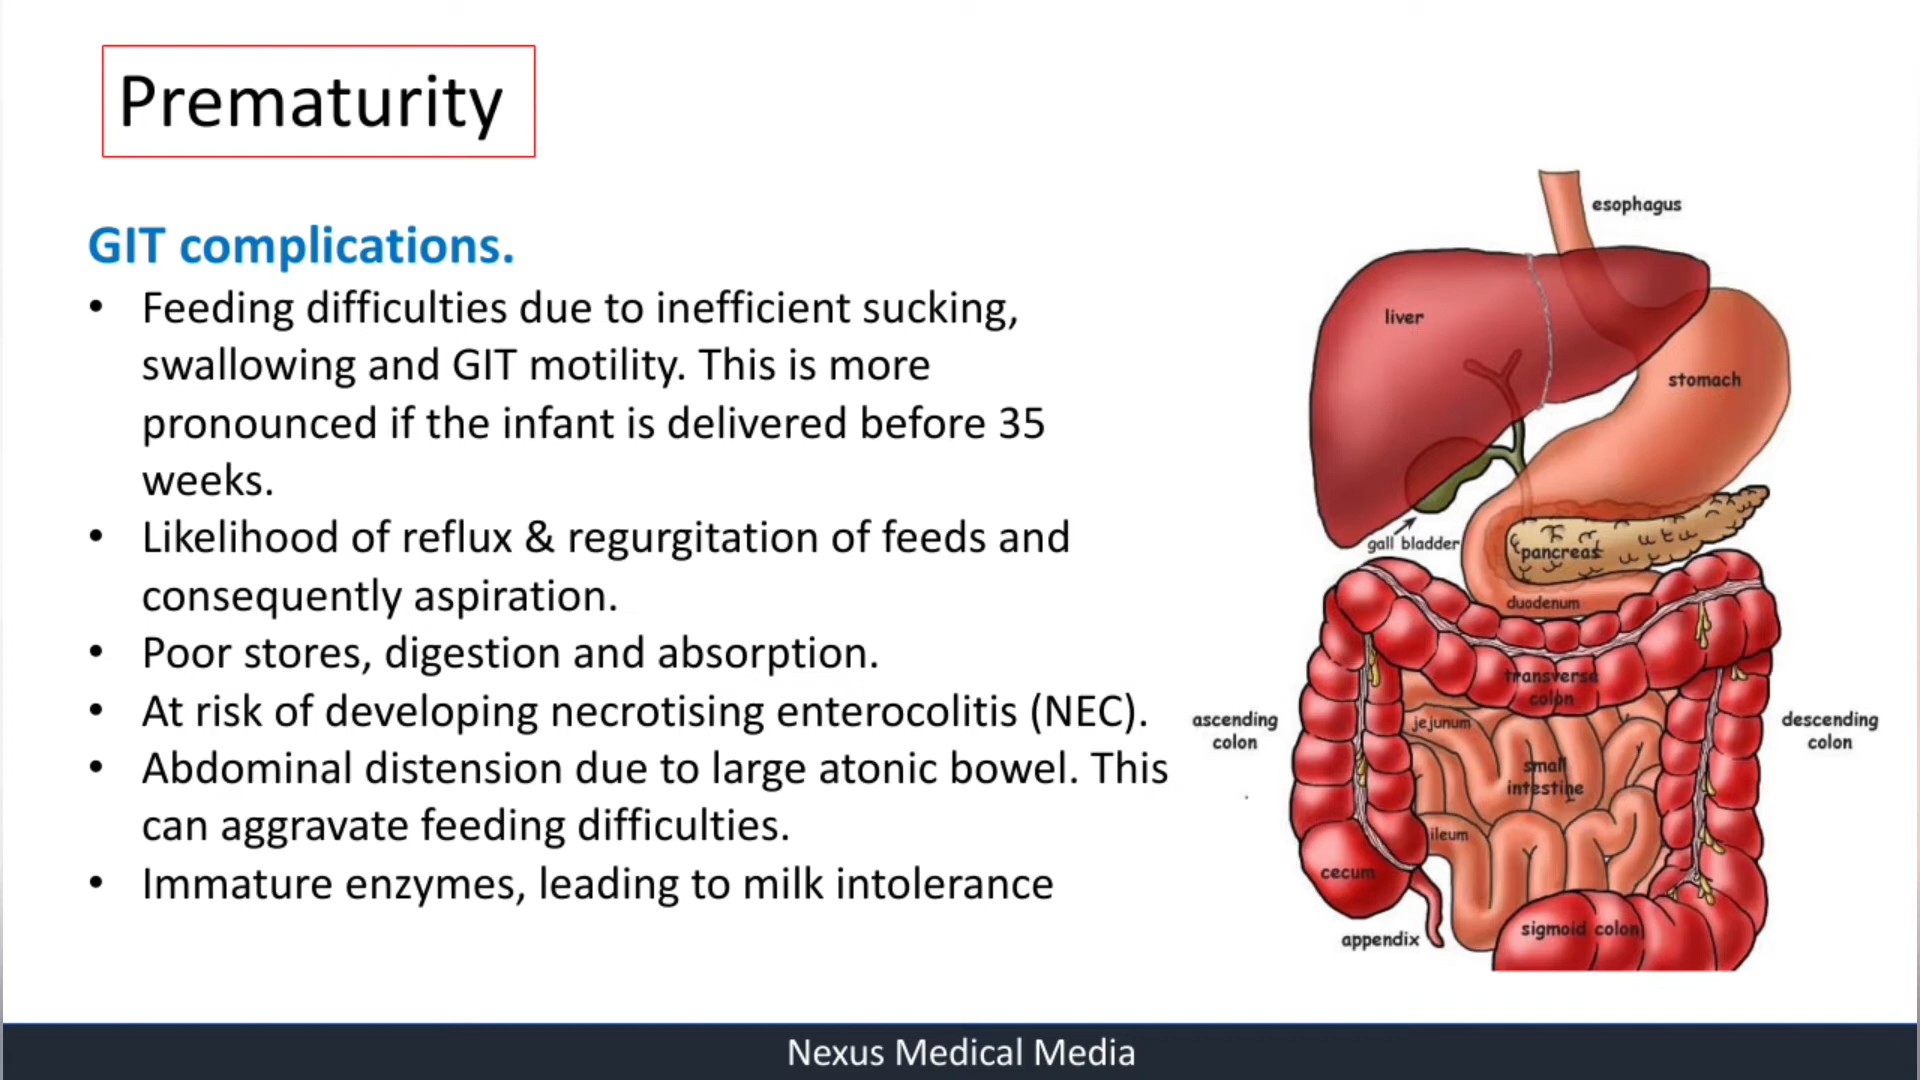 Prematurity
GIT complications.
• Feeding difficulties due to inefficient sucking,
swallowing and GIT motility. This is more
pronounced if the infant is delivered before 35
weeks.
• Likelihood of reflux & regurgitation of feeds and
consequently aspiration.
• Poor stores, digestion and absorption.
• At risk of developing necrotising enterocolitis (NEC).
• Abdominal distension due to large atonic bowel. This
can aggravate feeding difficulties.
• Immature enzymes, leading to milk intolerance
esophagus
liver
stomach
gall bladder
pancreas
duodenum
transverse
colon
ascending
colon
jejunum
descending
colon
small
intestine
ileum
cecum
sigmoid colon
appendix
Nexus Medical Media